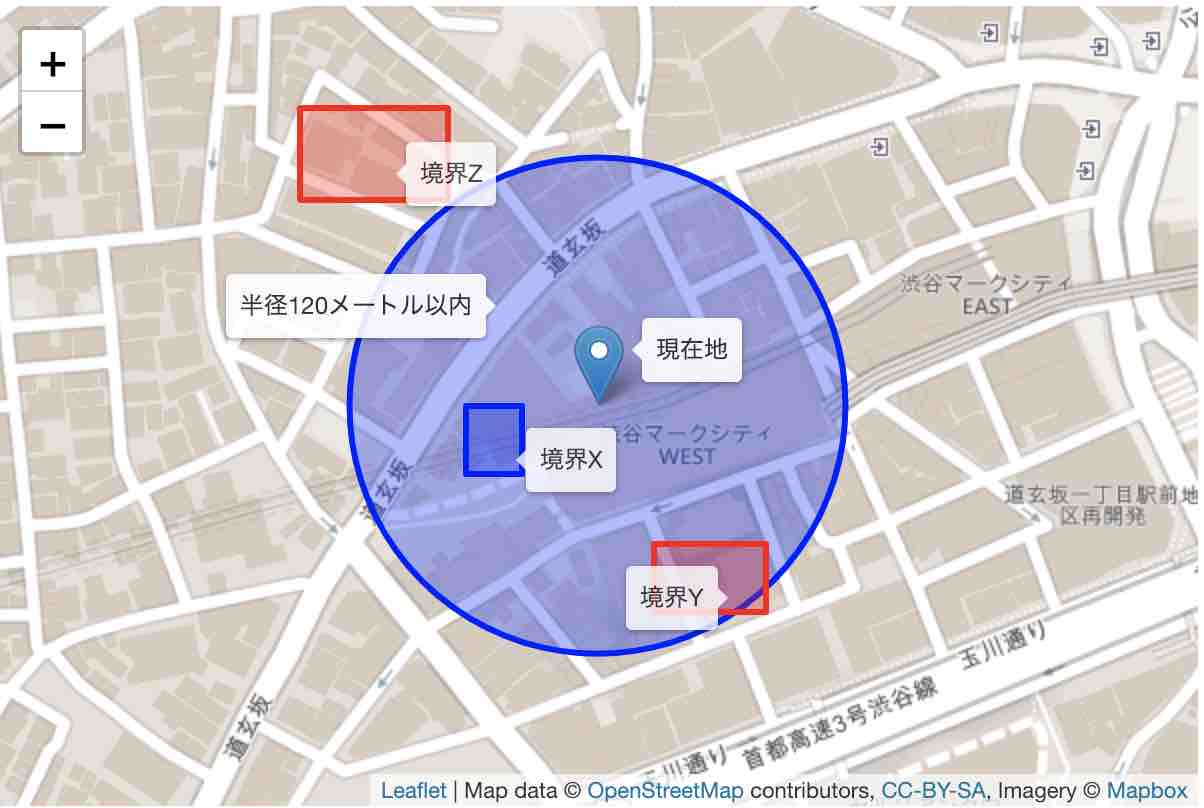 +
−
境界Z
道玄坂
半径120メートル以内
渋谷マークシティ
EAST
現在地
渋谷マークシティ
WEST
境界X
道玄坂
道玄坂一丁目駅前地
区再開発
境界Y
玉川通り
道玄坂
首都高速3号渋谷線
玉川通り
Leaflet | Map data © OpenStreetMap contributors, CC-BY-SA, Imagery © Mapbox